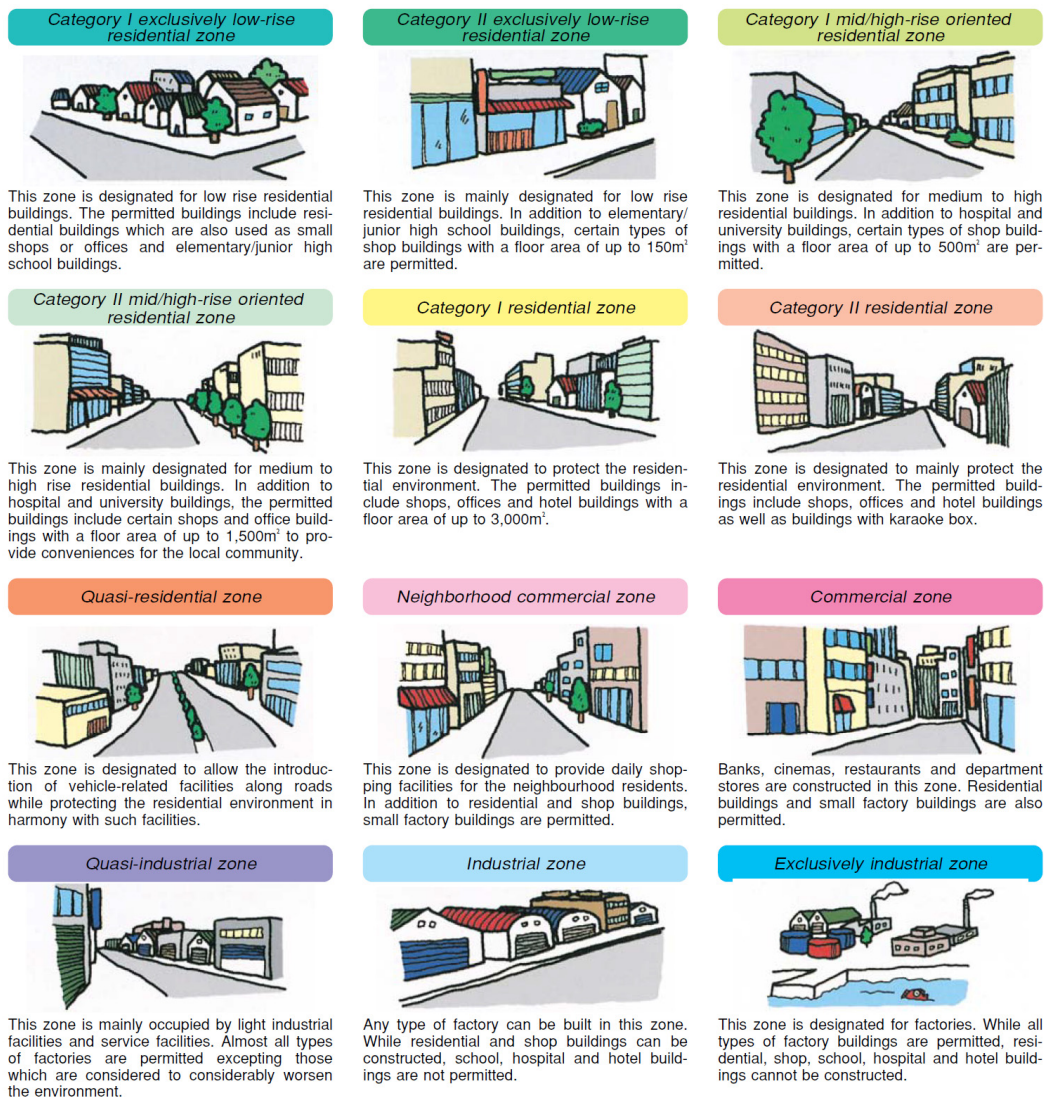 Category I exclusively low-rise
residential zone
This zone is designated for low rise residential
buildings. The permitted buildings include resi-
dential buildings which are also used as small
shops or offices and elementary/junior high
school buildings.
Category II exclusively low-rise
residential zone
This zone is mainly designated for low rise
residential buildings. In addition to elementary/
junior high school buildings, certain types of
shop buildings with a floor area of up to 150m²
are permitted.
Category I mid/high-rise oriented
residential zone
This zone is designated for medium to high
residential buildings. In addition to hospital and
university buildings, certain types of shop build-
ings with a floor area of up to 500m² are per-
mitted.
Category II mid/high-rise oriented
residential zone
This zone is mainly designated for medium to
high rise residential buildings. In addition to
hospital and university buildings, the permitted
buildings include certain shops and office build-
ings with a floor area of up to 1,500m² to pro-
vide conveniences for the local community.
Category I residential zone
This zone is designated to protect the residen-
tial environment. The permitted buildings in-
clude shops, offices and hotel buildings with a
floor area of up to 3,000m².
Category II residential zone
This zone is designated to mainly protect the
residential environment. The permitted build-
ings include shops, offices and hotel buildings
as well as buildings with karaoke box.
Quasi-residential zone
This zone is designated to allow the introduc-
tion of vehicle-related facilities along roads
while protecting the residential environment in
harmony with such facilities.
Neighborhood commercial zone
This zone is designated to provide daily shop-
ping facilities for the neighbourhood residents.
In addition to residential and shop buildings,
small factory buildings are permitted.
Commercial zone
Banks, cinemas, restaurants and department
stores are constructed in this zone. Residential
buildings and small factory buildings are also
permitted.
Quasi-industrial zone
This zone is mainly occupied by light industrial
facilities and service facilities. Almost all types
of factories are permitted excepting those
which are considered to considerably worsen
the environment.
Industrial zone
Any type of factory can be built in this zone.
While residential and shop buildings can be
constructed, school, hospital and hotel build-
ings are not permitted.
Exclusively industrial zone
This zone is designated for factories. While all
types of factory buildings are permitted, resi-
dential, shop, school, hospital and hotel build-
ings cannot be constructed.